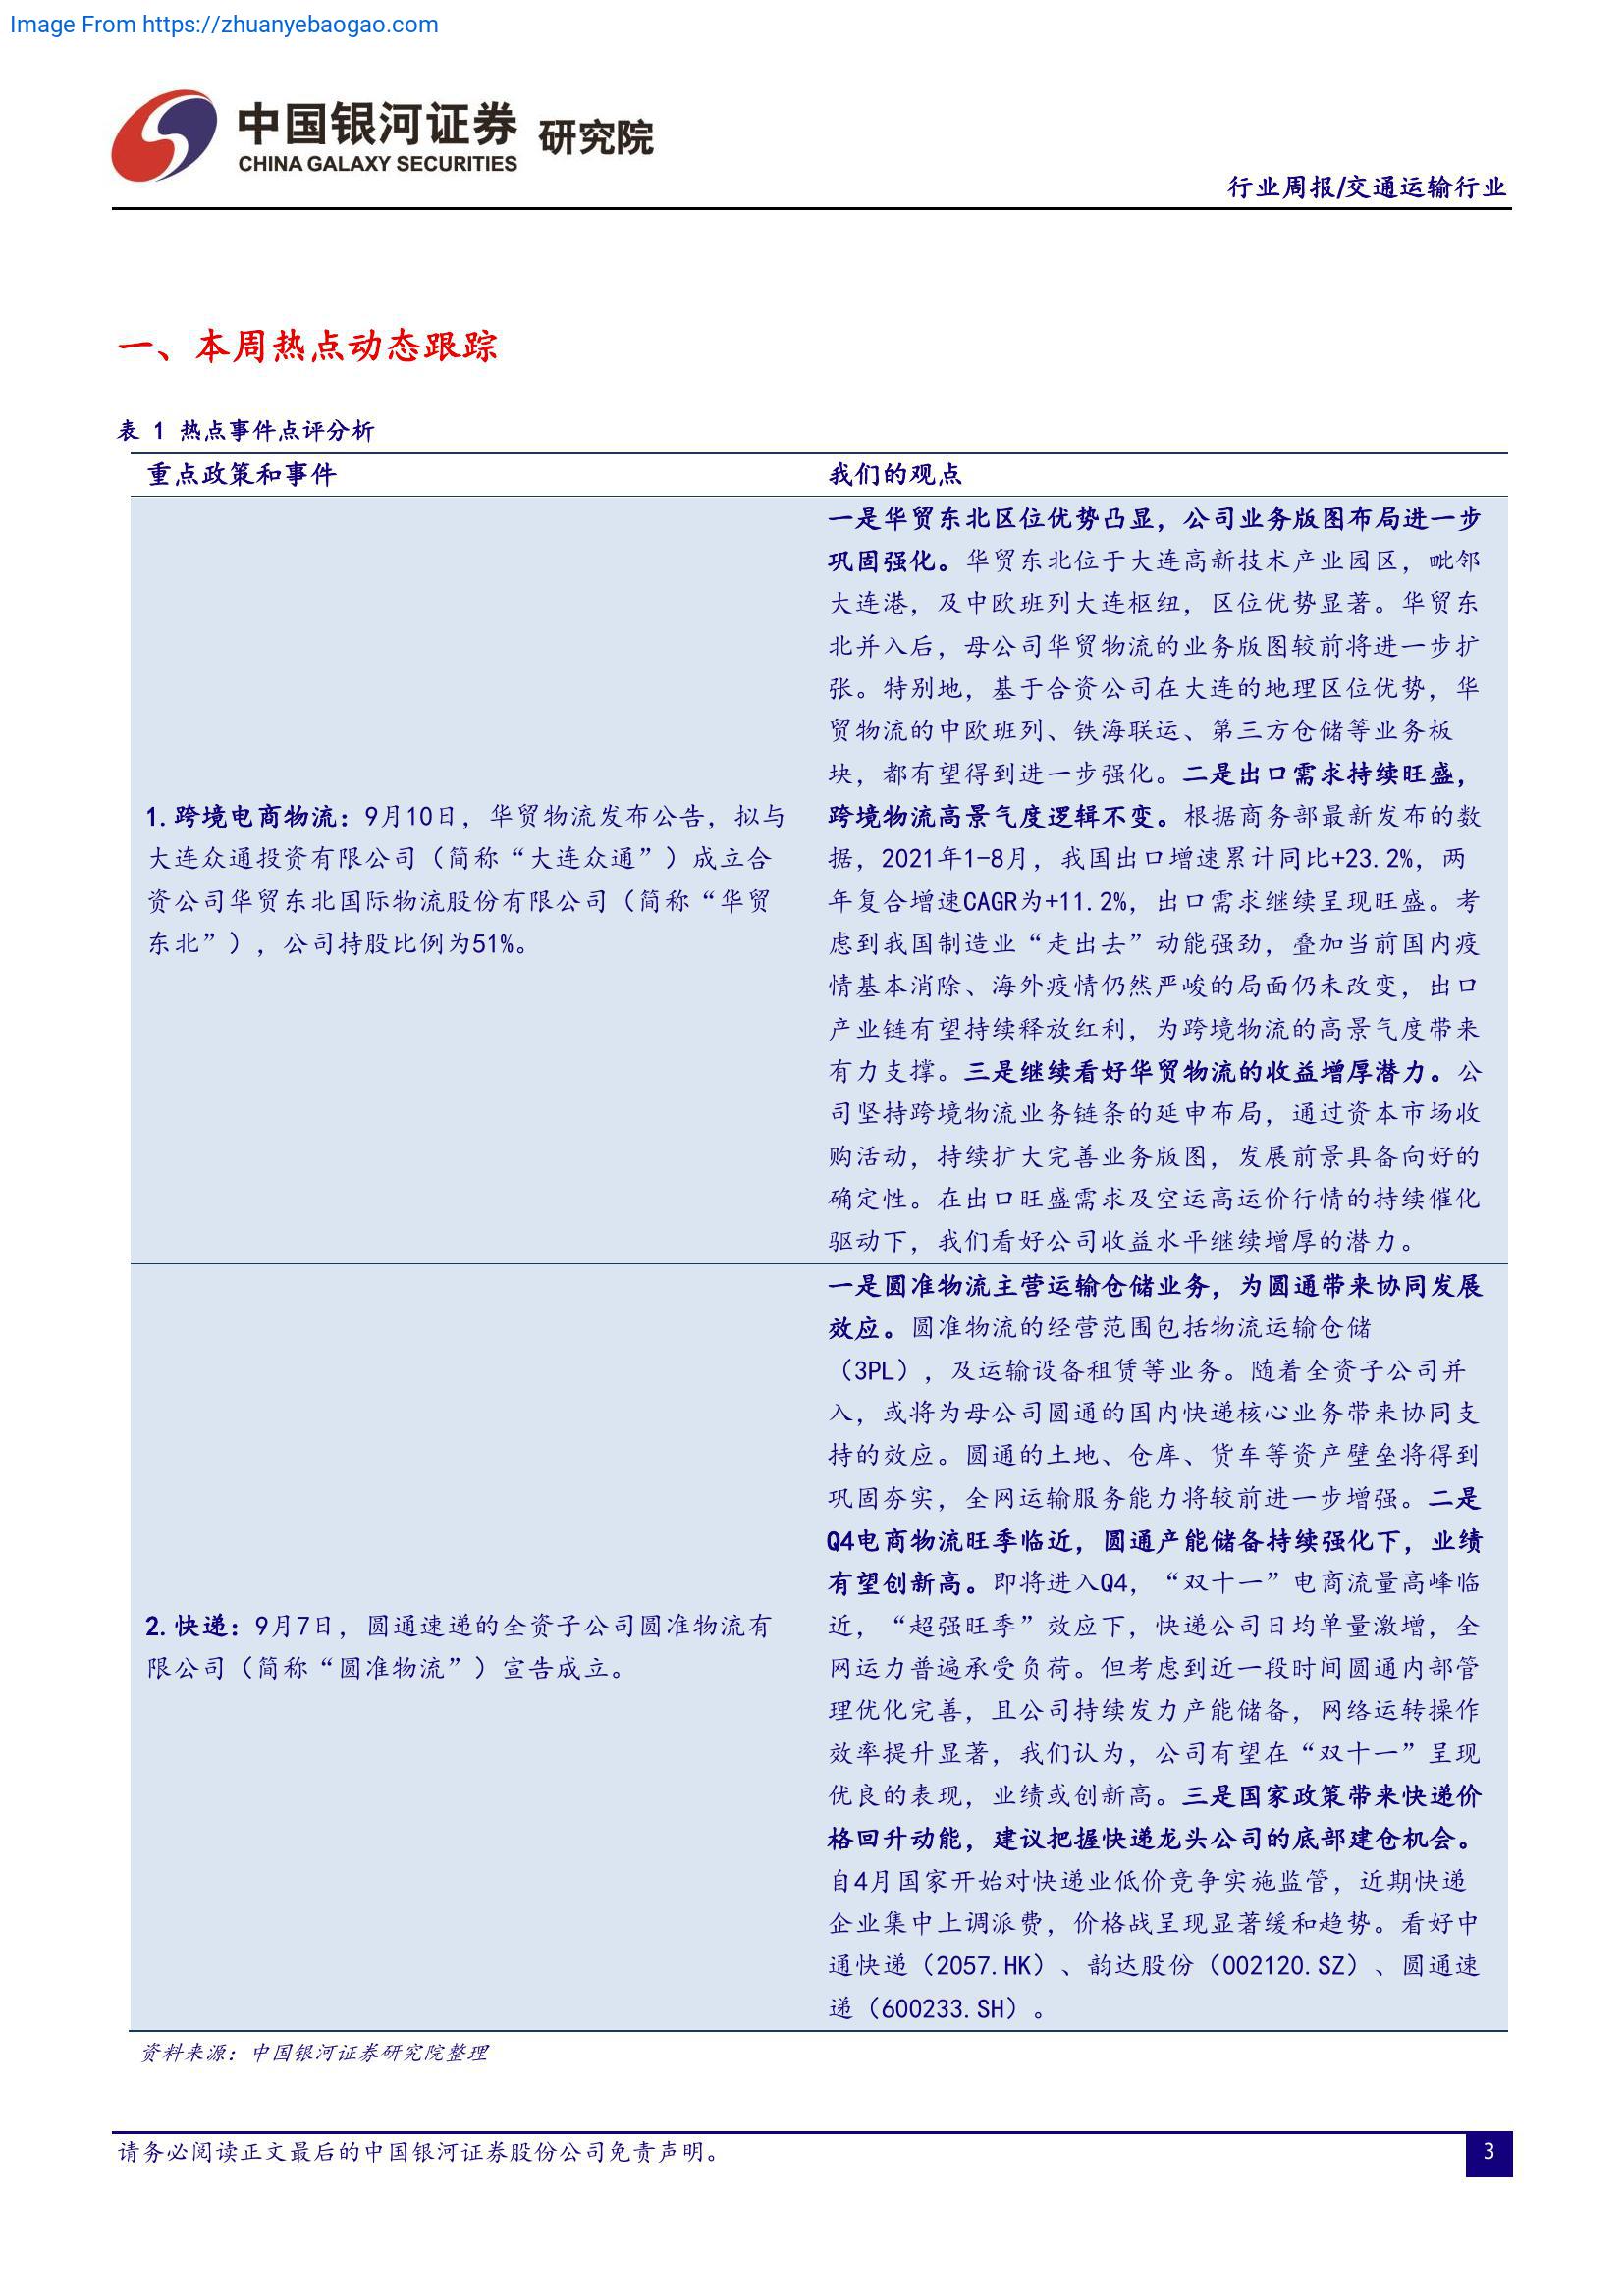 Image From https://zhuanyebaogao.com
中国银河证券 研究院
CHINA GALAXY SECURITIES
行业周报/交通运输行业
一、本周热点动态跟踪
表 1 热点事件点评分析
重点政策和事件
我们的观点
1.跨境电商物流：9月10日，华贸物流发布公告，拟与
大连众通投资有限公司（简称“大连众通”）成立合
资公司华贸东北国际物流股份有限公司（简称“华贸
东北”），公司持股比例为51%。
一是华贸东北区位优势凸显，公司业务版图布局进一步
巩固强化。华贸东北位于大连高新技术产业园区，毗邻
大连港，及中欧班列大连枢纽，区位优势显著。华贸东
北并入后，母公司华贸物流的业务版图较前将进一步扩
张。特别地，基于合资公司在大连的地理区位优势，华
贸物流的中欧班列、铁海联运、第三方仓储等业务板
块，都有望得到进一步强化。二是出口需求持续旺盛，
跨境物流高景气度逻辑不变。根据商务部最新发布的数
据，2021年1-8月，我国出口增速累计同比+23.2%，两
年复合增速CAGR为+11.2%，出口需求继续呈现旺盛。考
虑到我国制造业“走出去”动能强劲，叠加当前国内疫
情基本消除、海外疫情仍然严峻的局面仍未改变，出口
产业链有望持续释放红利，为跨境物流的高景气度带来
有力支撑。三是继续看好华贸物流的收益增厚潜力。公
司坚持跨境物流业务链条的延申布局，通过资本市场收
购活动，持续扩大完善业务版图，发展前景具备向好的
确定性。在出口旺盛需求及空运高运价行情的持续催化
驱动下，我们看好公司收益水平继续增厚的潜力。
2.快递：9月7日，圆通速递的全资子公司圆准物流有
限公司（简称“圆准物流”）宣告成立。
一是圆准物流主营运输仓储业务，为圆通带来协同发展
效应。圆准物流的经营范围包括物流运输仓储
（3PL），及运输设备租赁等业务。随着全资子公司并
入，或将为母公司圆通的国内快递核心业务带来协同支
持的效应。圆通的土地、仓库、货车等资产壁垒将得到
巩固夯实，全网运输服务能力将较前进一步增强。二是
Q4电商物流旺季临近，圆通产能储备持续强化下，业绩
有望创新高。即将进入Q4，“双十一”电商流量高峰临
近，“超强旺季”效应下，快递公司日均单量激增，全
网运力普遍承受负荷。但考虑到近一段时间圆通内部管
理优化完善，且公司持续发力产能储备，网络运转操作
效率提升显著，我们认为，公司有望在“双十一”呈现
优良的表现，业绩或创新高。三是国家政策带来快递价
格回升动能，建议把握快递龙头公司的底部建仓机会。
自4月国家开始对快递业低价竞争实施监管，近期快递
企业集中上调派费，价格战呈现显著缓和趋势。看好中
通快递（2057.HK）、韵达股份（002120.SZ）、圆通速
递（600233.SH）。
资料来源：中国银河证券研究院整理
请务必阅读正文最后的中国银河证券股份公司免责声明。
3